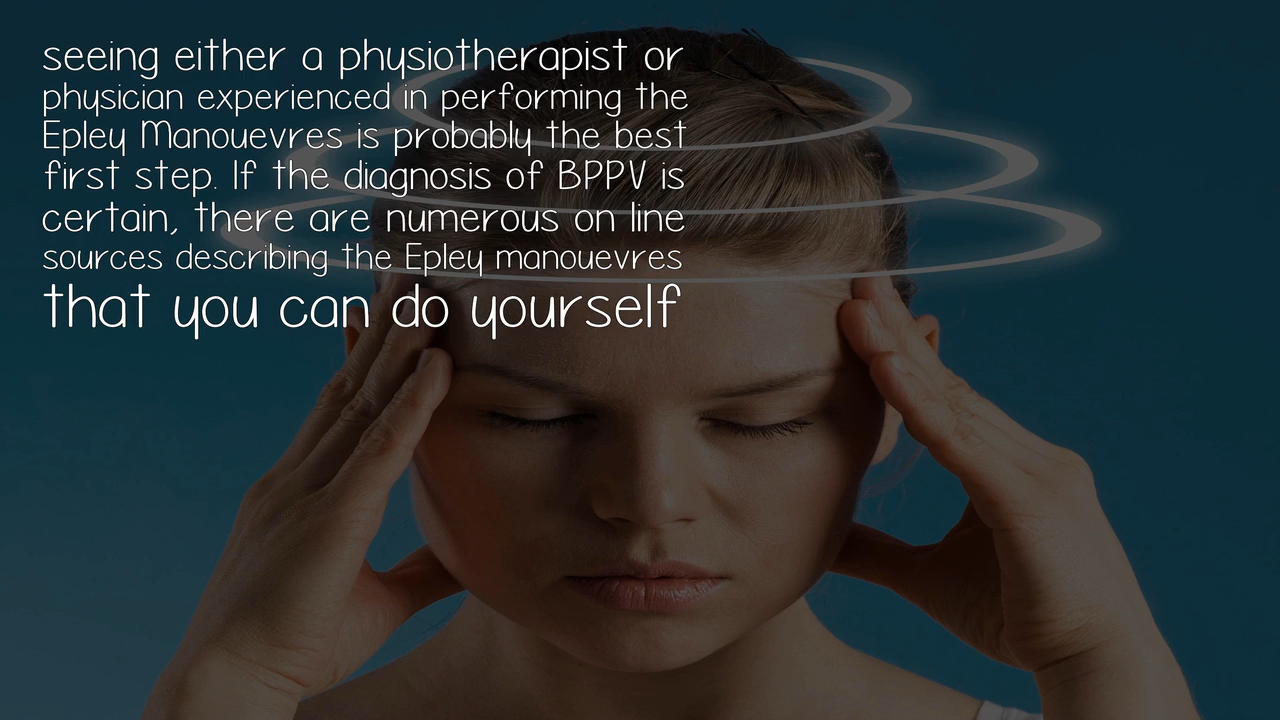 seeing either a physiotherapist or
physician experienced in performing the
Epley Manouevres is probably the best
first step. If the diagnosis of BPPV is
certain, there are numerous on line
sources describing the Epley manouevres
that you can do yourself